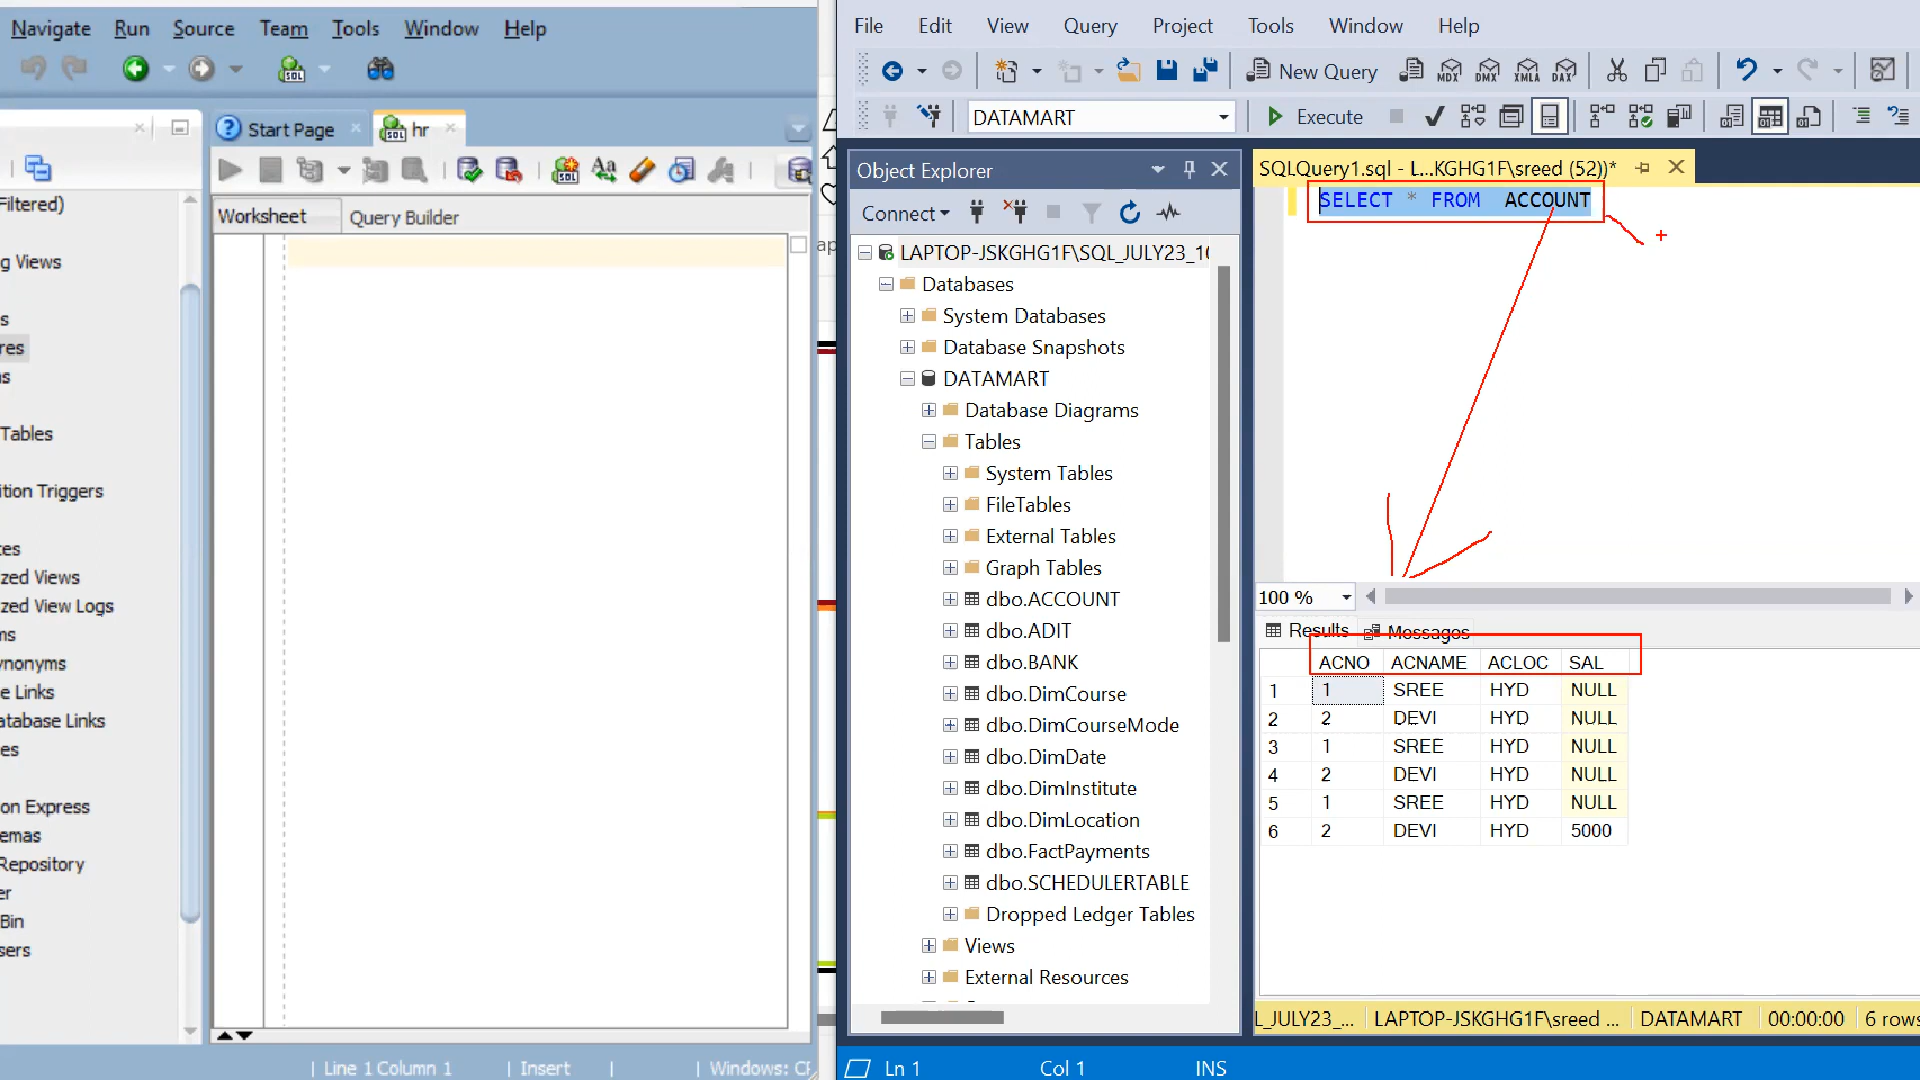 Navigate Run Source Team Tools Window Help
Start Page
hr
Worksheet
Query Builder
Filtered)
g Views
s
res
s
Tables
ition Triggers
tes
zed Views
zed View Logs
ms
ynonyms
e Links
atabase Links
es
on Express
emas
Repository
er
Bin
sers
Line 1 Column 1
Insert
File Edit View Query Project Tools Window Help
New Query
MDX DMX XMLA DAX
DATAMART
Execute
Object Explorer
Connect
LAPTOP-JSKGHG1F\SQL_JULY23_1
Databases
System Databases
Database Snapshots
DATAMART
Database Diagrams
Tables
System Tables
FileTables
External Tables
Graph Tables
dbo.ACCOUNT
dbo.ADIT
dbo.BANK
dbo.DimCourse
dbo.DimCourseMode
dbo.DimDate
dbo.DimInstitute
dbo.DimLocation
dbo.FactPayments
dbo.SCHEDULERTABLE
Dropped Ledger Tables
Views
External Resources
SQLQuery1.sql - L...KGHG1F\sreed (52))*
SELECT * FROM ACCOUNT
100 %
Results Messages
ACNO ACNAME ACLOC SAL
1 1 SREE HYD NULL
2 2 DEVI HYD NULL
3 1 SREE HYD NULL
4 2 DEVI HYD NULL
5 1 SREE HYD NULL
6 2 DEVI HYD 5000
L_JULY23_... LAPTOP-JSKGHG1F\sreed ... DATAMART 00:00:00 6 rows
Ln 1 Col 1 INS